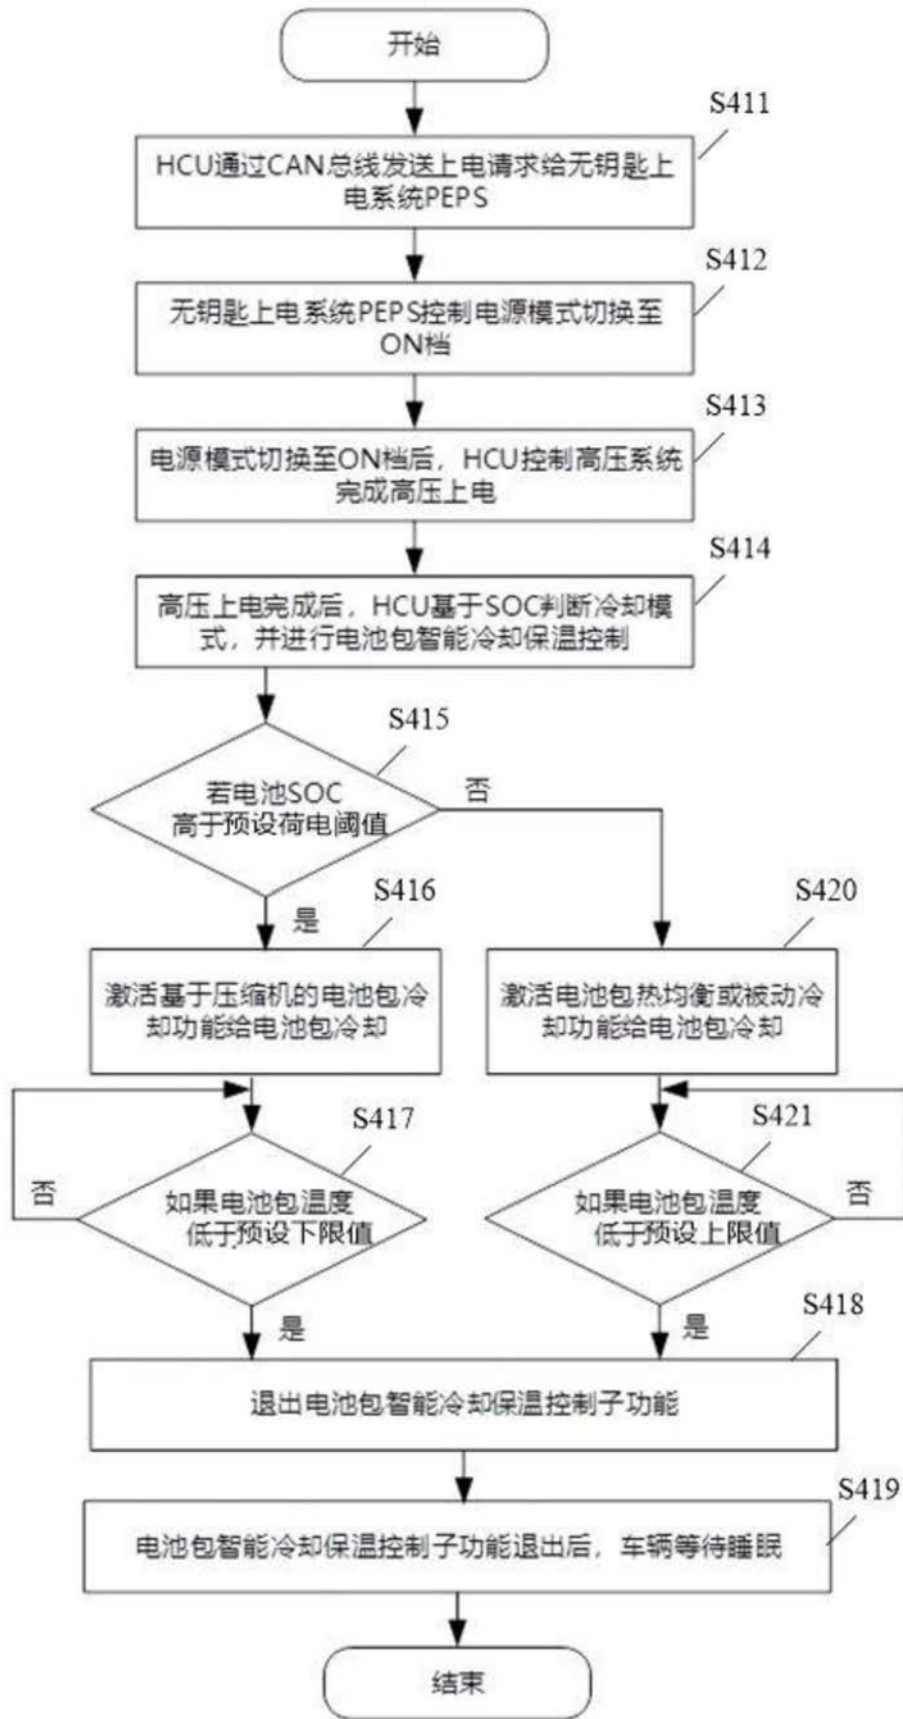 开始
S411
HCU通过CAN总线发送上电请求给无钥匙上
电系统PEPS
S412
无钥匙上电系统PEPS控制电源模式切换至
ON档
S413
电源模式切换至ON档后，HCU控制高压系统
完成高压上电
S414
高压上电完成后，HCU基于SOC判断冷却模
式，并进行电池包智能冷却保温控制
S415
若电池SOC
高于预设荷电阈值
否
是
S416
激活基于压缩机的电池包冷
却功能给电池包冷却
S420
激活电池包热均衡或被动冷
却功能给电池包冷却
S417
如果电池包温度
低于预设下限值
否
是
S421
如果电池包温度
低于预设上限值
否
是
S418
退出电池包智能冷却保温控制子功能
S419
电池包智能冷却保温控制子功能退出后，车辆等待睡眠
结束